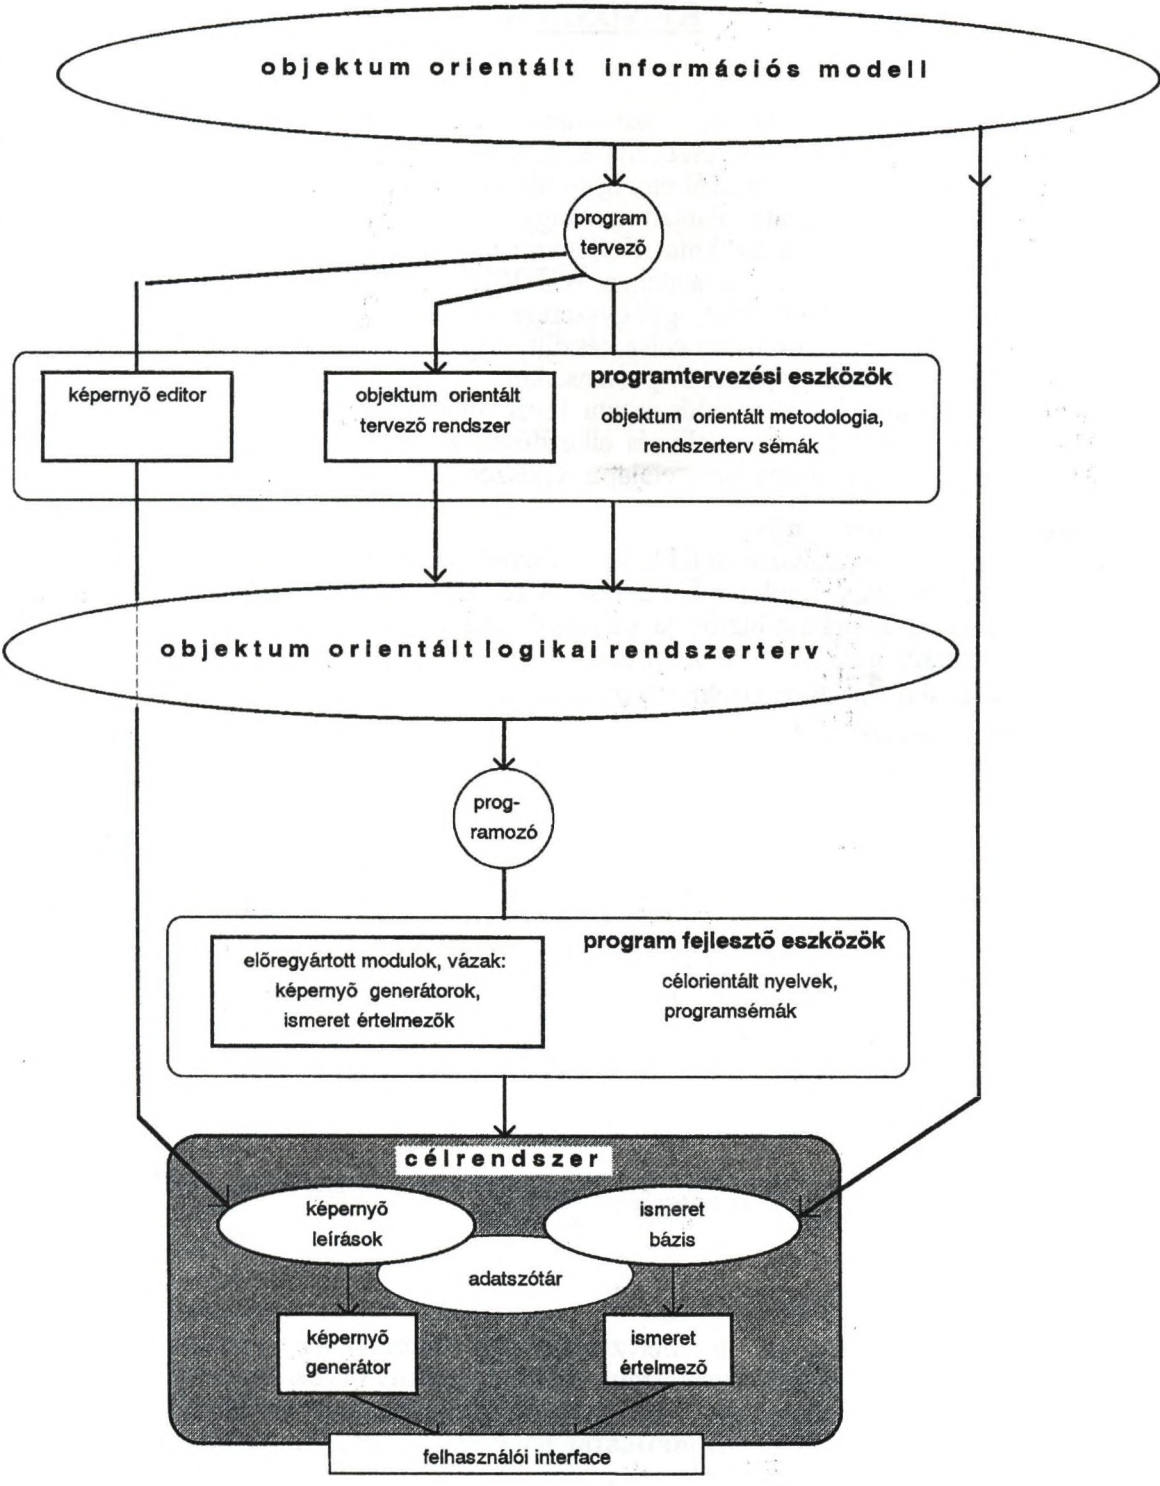 objektum orientált információs modell
program
tervező
képernyő editor
objektum orientált
tervező rendszer
programtervezési eszközök
objektum orientált metodologia,
rendszerterv sémák
objektum orientált logikai rendszerterv
prog-
ramozó
előregyártott modulok, vázak:
képernyő generátorok,
ismeret értelmezők
program fejlesztő eszközök
célorientált nyelvek,
programsémák
célrendszer
képernyő
leírások
ismeret
bázis
adatszótár
képernyő
generátor
ismeret
értelmező
felhasználói interface